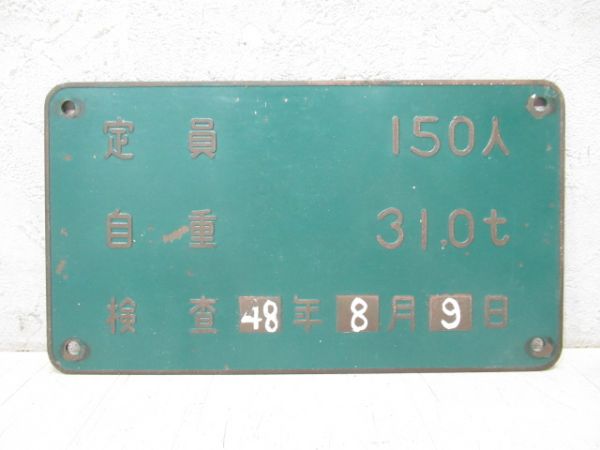 定員 150人
自重 31.0t
検査 48年8月9日